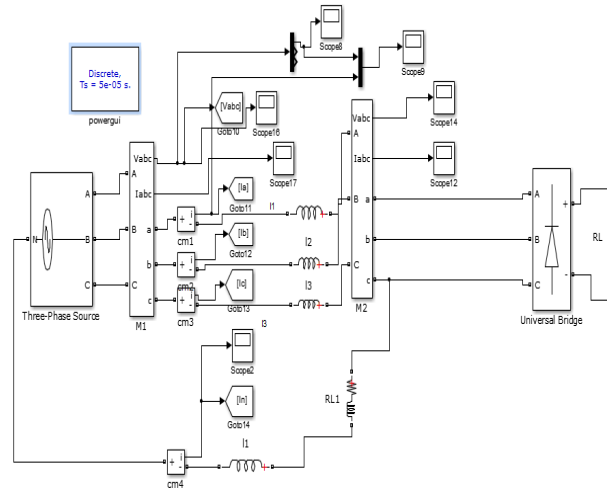 Scope8
Scope9
Discrete,
Ts = 5e-05 s.
powergui
[Vabc]
Goto10
Scope16
Vabc
A
Scope14
Vabc
A
Iabc
Scope17
Iabc
Scope12
A
[Ia]
Goto11
i
+
-
cm1
a
B
l1
B
a
A
+
RL
N
B
[Ib]
Goto12
i
+
-
cm2
b
l2
b
B
C
C
[Ic]
Goto13
i
+
-
cm3
c
l3
C
c
C
-
Three-Phase Source
M1
l3
M2
Universal Bridge
Scope2
RL1
[In]
Goto14
l1
i
+
-
cm4